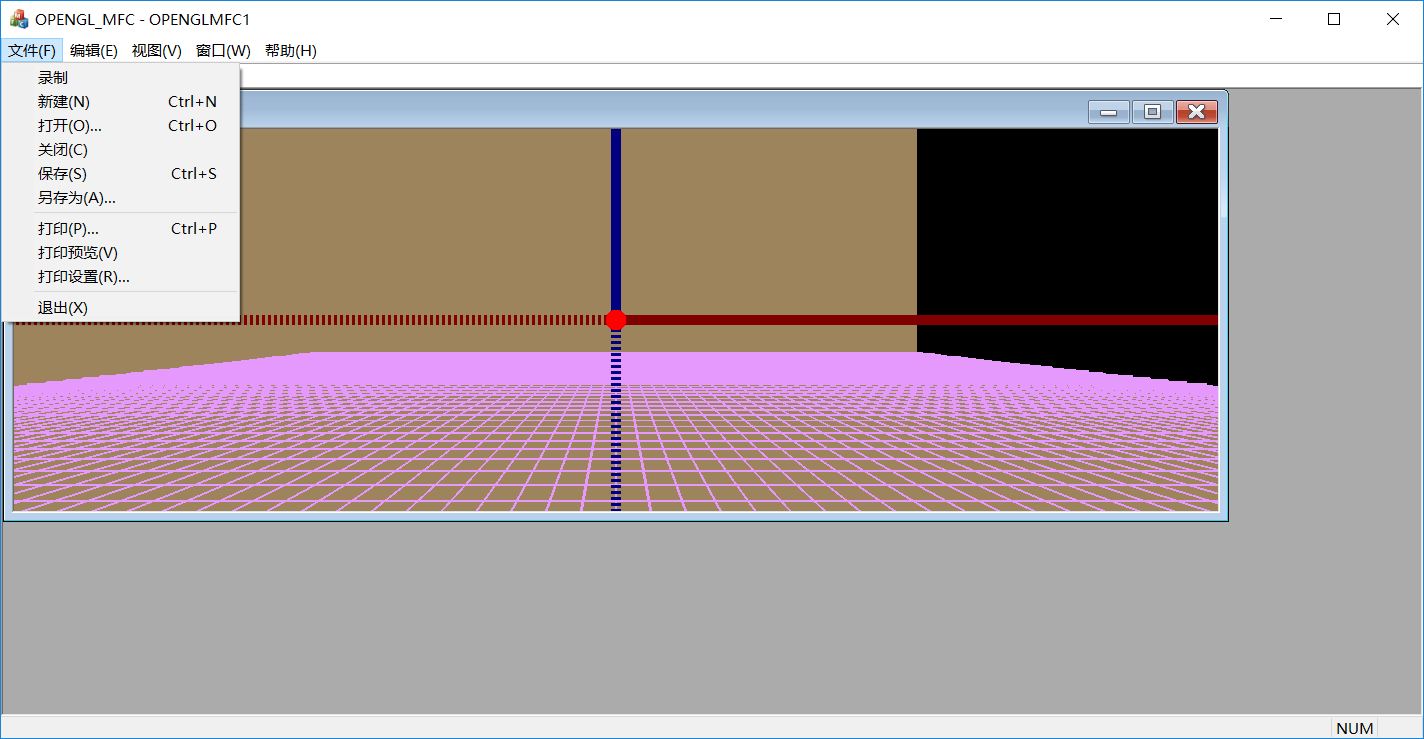 OPENGL_MFC - OPENGLMFC1
文件(F) 编辑(E) 视图(V) 窗口(W) 帮助(H)
录制
新建(N) Ctrl+N
打开(O)... Ctrl+O
关闭(C)
保存(S) Ctrl+S
另存为(A)...
打印(P)... Ctrl+P
打印预览(V)
打印设置(R)...
退出(X)
NUM